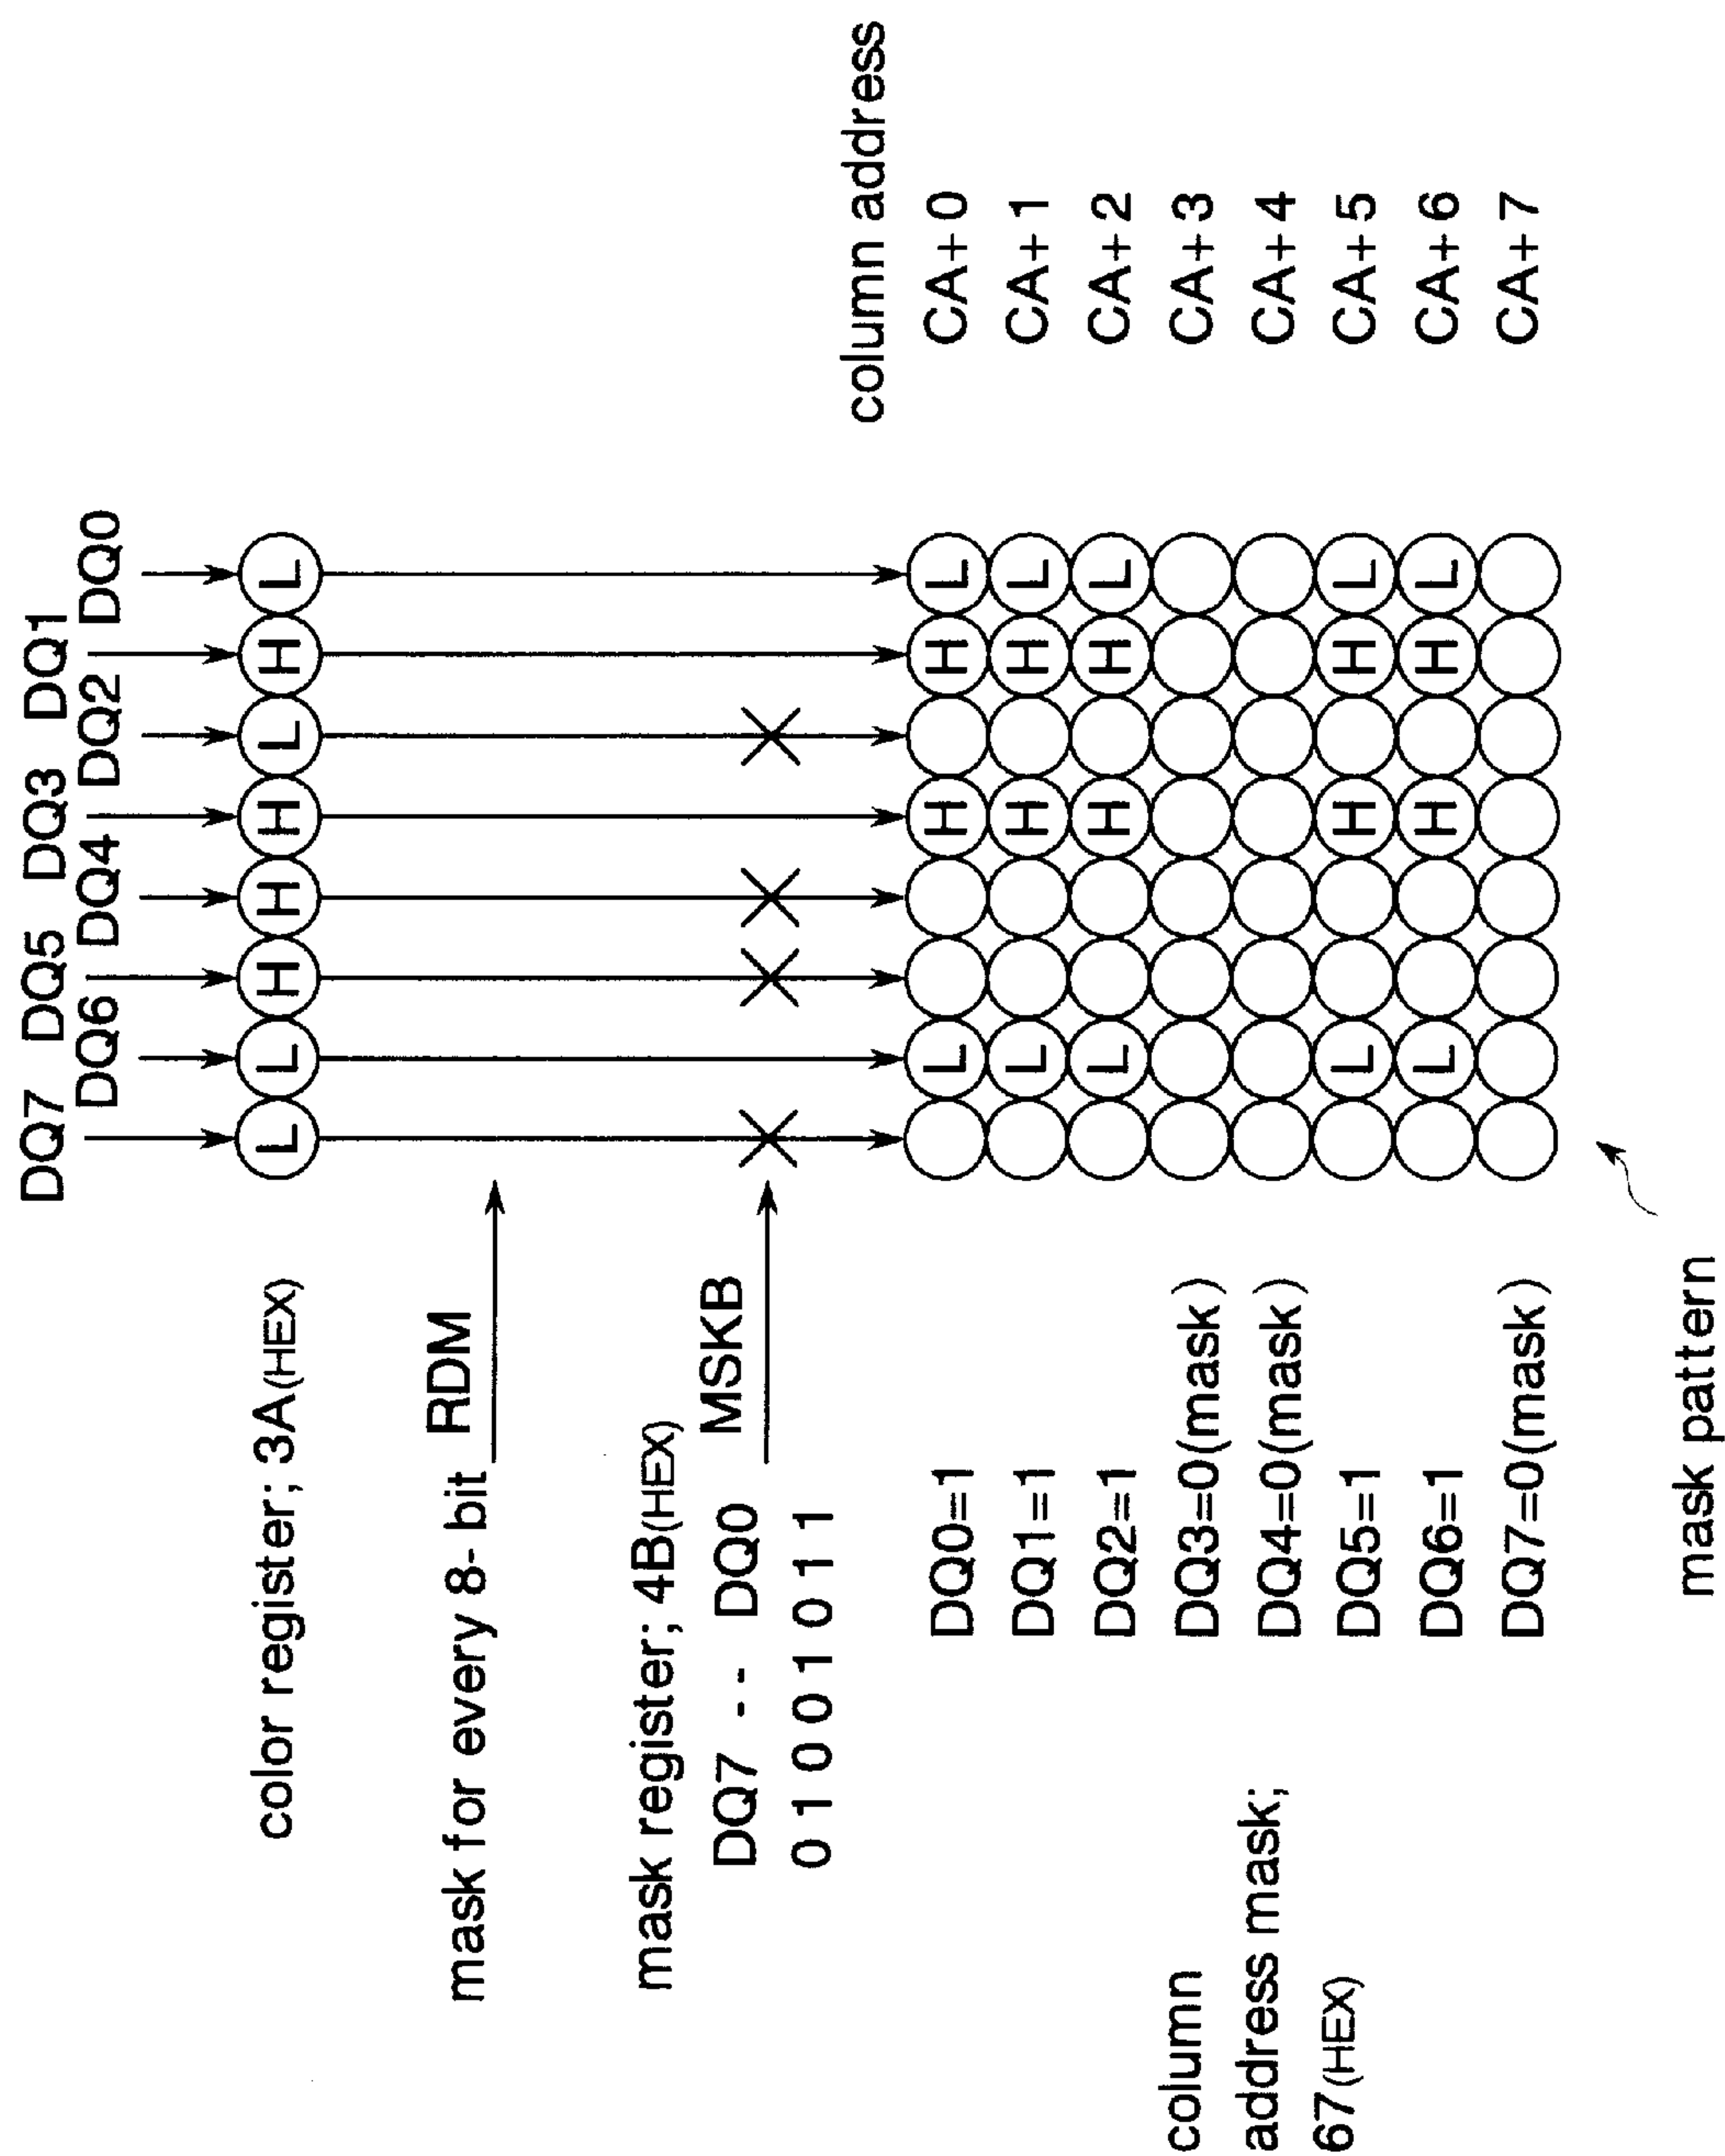 DQ7 DQ5 DQ3 DQ1
DQ6 DQ4 DQ2 DQ0
color register; 3A(HEX) L L H H H L H L
RDM
mask for every 8- bit
mask register; 4B(HEX)
DQ7 -- DQ0 MSKB
0 1 0 0 1 0 1 1
column address
DQ0=1 L H H L CA+0
DQ1=1 L H H L CA+1
DQ2=1 L H H L CA+2
column DQ3=0(mask) CA+3
address mask; DQ4=0(mask) CA+4
67(HEX) DQ5=1 L H H L CA+5
DQ6=1 L H H L CA+6
DQ7=0(mask) CA+7
mask pattern